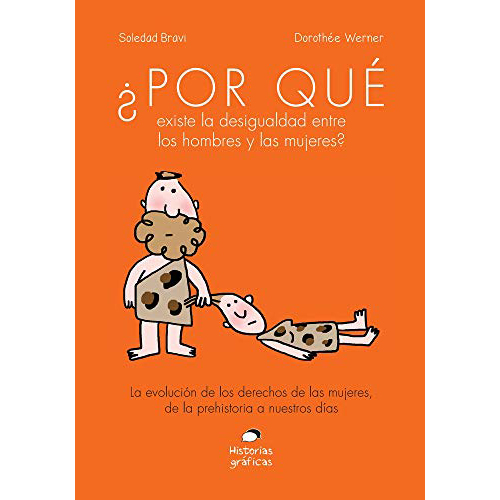 Soledad Bravi
Dorothée Werner
¿POR QUÉ
existe la desigualdad entre
los hombres y las mujeres?
La evolución de los derechos de las mujeres,
de la prehistoria a nuestros días
Historias
gráficas